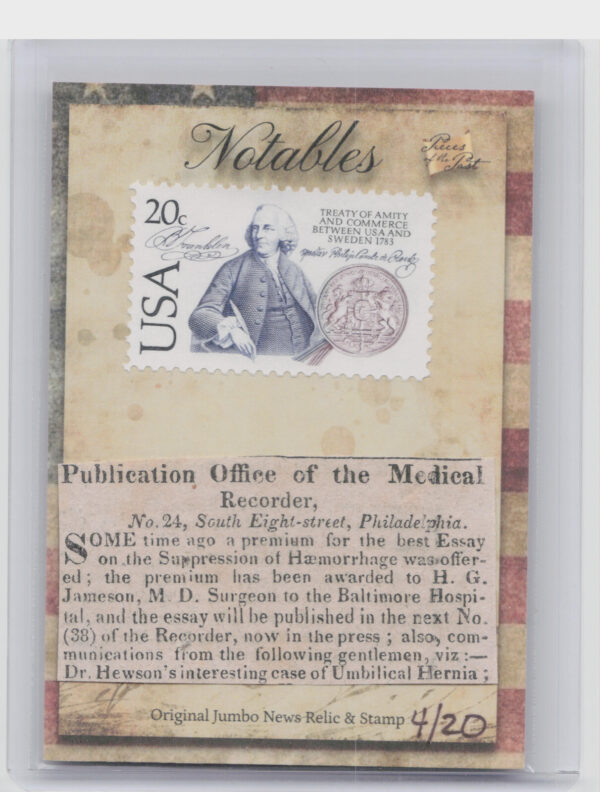 Notables
Pieces
of the Past
20c
USA
B Franklin
TREATY OF AMITY
AND COMMERCE
BETWEEN USA AND
SWEDEN 1783
Publication Office of the Medical
Recorder,
No. 24, South Eight-street, Philadelphia.
SOME time ago a premium for the best Essay
on the Suppression of Hæmorrhage was offer-
ed; the premium has been awarded to H. G.
Jameson, M. D. Surgeon to the Baltimore Hospi-
tal, and the essay will be published in the next No.
(38) of the Recorder, now in the press; also, com-
munications from the following gentlemen, viz:—
Dr. Hewson's interesting case of Umbilical Hernia;
Original Jumbo News Relic & Stamp 4/20